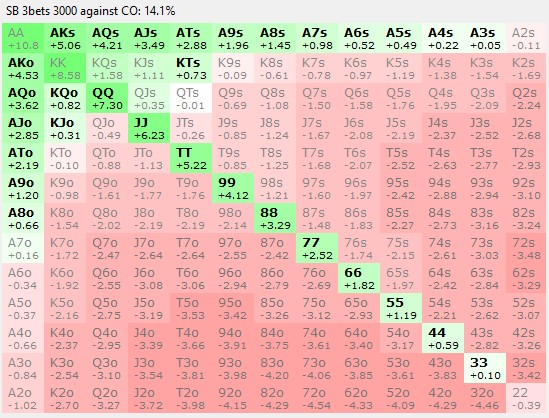 SB 3bets 3000 against CO: 14.1%
AA AKs AQs AJs ATs A9s A8s A7s A6s A5s A4s A3s A2s
+10.8 +5.06 +4.21 +3.49 +2.88 +1.96 +1.45 +0.98 +0.52 +0.49 +0.22 +0.05 -0.11
AKo KK KQs KJs KTs K9s K8s K7s K6s K5s K4s K3s K2s
+4.53 +8.58 +1.58 +1.11 +0.73 -0.09 -0.61 -0.78 -0.97 -1.19 -1.38 -1.54 -1.69
AQo KQo QQ QJs QTs Q9s Q8s Q7s Q6s Q5s Q4s Q3s Q2s
+3.62 +0.82 +7.30 +0.35 -0.01 -0.69 -1.08 -1.50 -1.58 -1.76 -1.95 -2.09 -2.24
AJo KJo QJo JJ JTs J9s J8s J7s J6s J5s J4s J3s J2s
+2.85 +0.31 -0.49 +6.23 -0.26 -0.85 -1.24 -1.67 -2.07 -2.19 -2.37 -2.52 -2.68
ATo KTo QTo JTo TT T9s T8s T7s T6s T5s T4s T3s T2s
+2.19 -0.10 -0.88 -1.13 +5.22 -0.85 -1.25 -1.68 -2.07 -2.52 -2.63 -2.77 -2.93
A9o K9o Q9o J9o T9o 99 98s 97s 96s 95s 94s 93s 92s
+1.20 -0.98 -1.61 -1.77 -1.76 +4.12 -1.21 -1.60 -1.97 -2.42 -2.88 -2.94 -3.10
A8o K8o Q8o J8o T8o 98o 88 87s 86s 85s 84s 83s 82s
+0.66 -1.54 -2.02 -2.19 -2.19 -2.14 +3.29 -1.48 -1.83 -2.27 -2.73 -3.16 -3.24
A7o K7o Q7o J7o T7o 97o 87o 77 76s 75s 74s 73s 72s
+0.16 -1.72 -2.47 -2.64 -2.64 -2.55 -2.42 +2.52 -1.74 -2.15 -2.61 -3.03 -3.48
A6o K6o Q6o J6o T6o 96o 86o 76o 66 65s 64s 63s 62s
-0.34 -1.92 -2.55 -3.08 -3.06 -2.94 -2.79 -2.69 +1.82 -1.97 -2.42 -2.84 -3.29
A5o K5o Q5o J5o T5o 95o 85o 75o 65o 55 54s 53s 52s
-0.37 -2.16 -2.75 -3.19 -3.53 -3.42 -3.26 -3.12 -2.93 +1.19 -2.21 -2.62 -3.07
A4o K4o Q4o J4o T4o 94o 84o 74o 64o 54o 44 43s 42s
-0.66 -2.37 -2.95 -3.39 -3.66 -3.91 -3.75 -3.61 -3.40 -3.17 +0.59 -2.82 -3.26
A3o K3o Q3o J3o T3o 93o 83o 73o 63o 53o 43o 33 32s
-0.84 -2.54 -3.10 -3.54 -3.81 -3.98 -4.20 -4.06 -3.85 -3.61 -3.83 +0.10 -3.42
A2o K2o Q2o J2o T2o 92o 82o 72o 62o 52o 42o 32o 22
-1.02 -2.70 -3.27 -3.72 -3.98 -4.15 -4.29 -4.54 -4.33 -4.09 -4.29 -4.46 -0.39